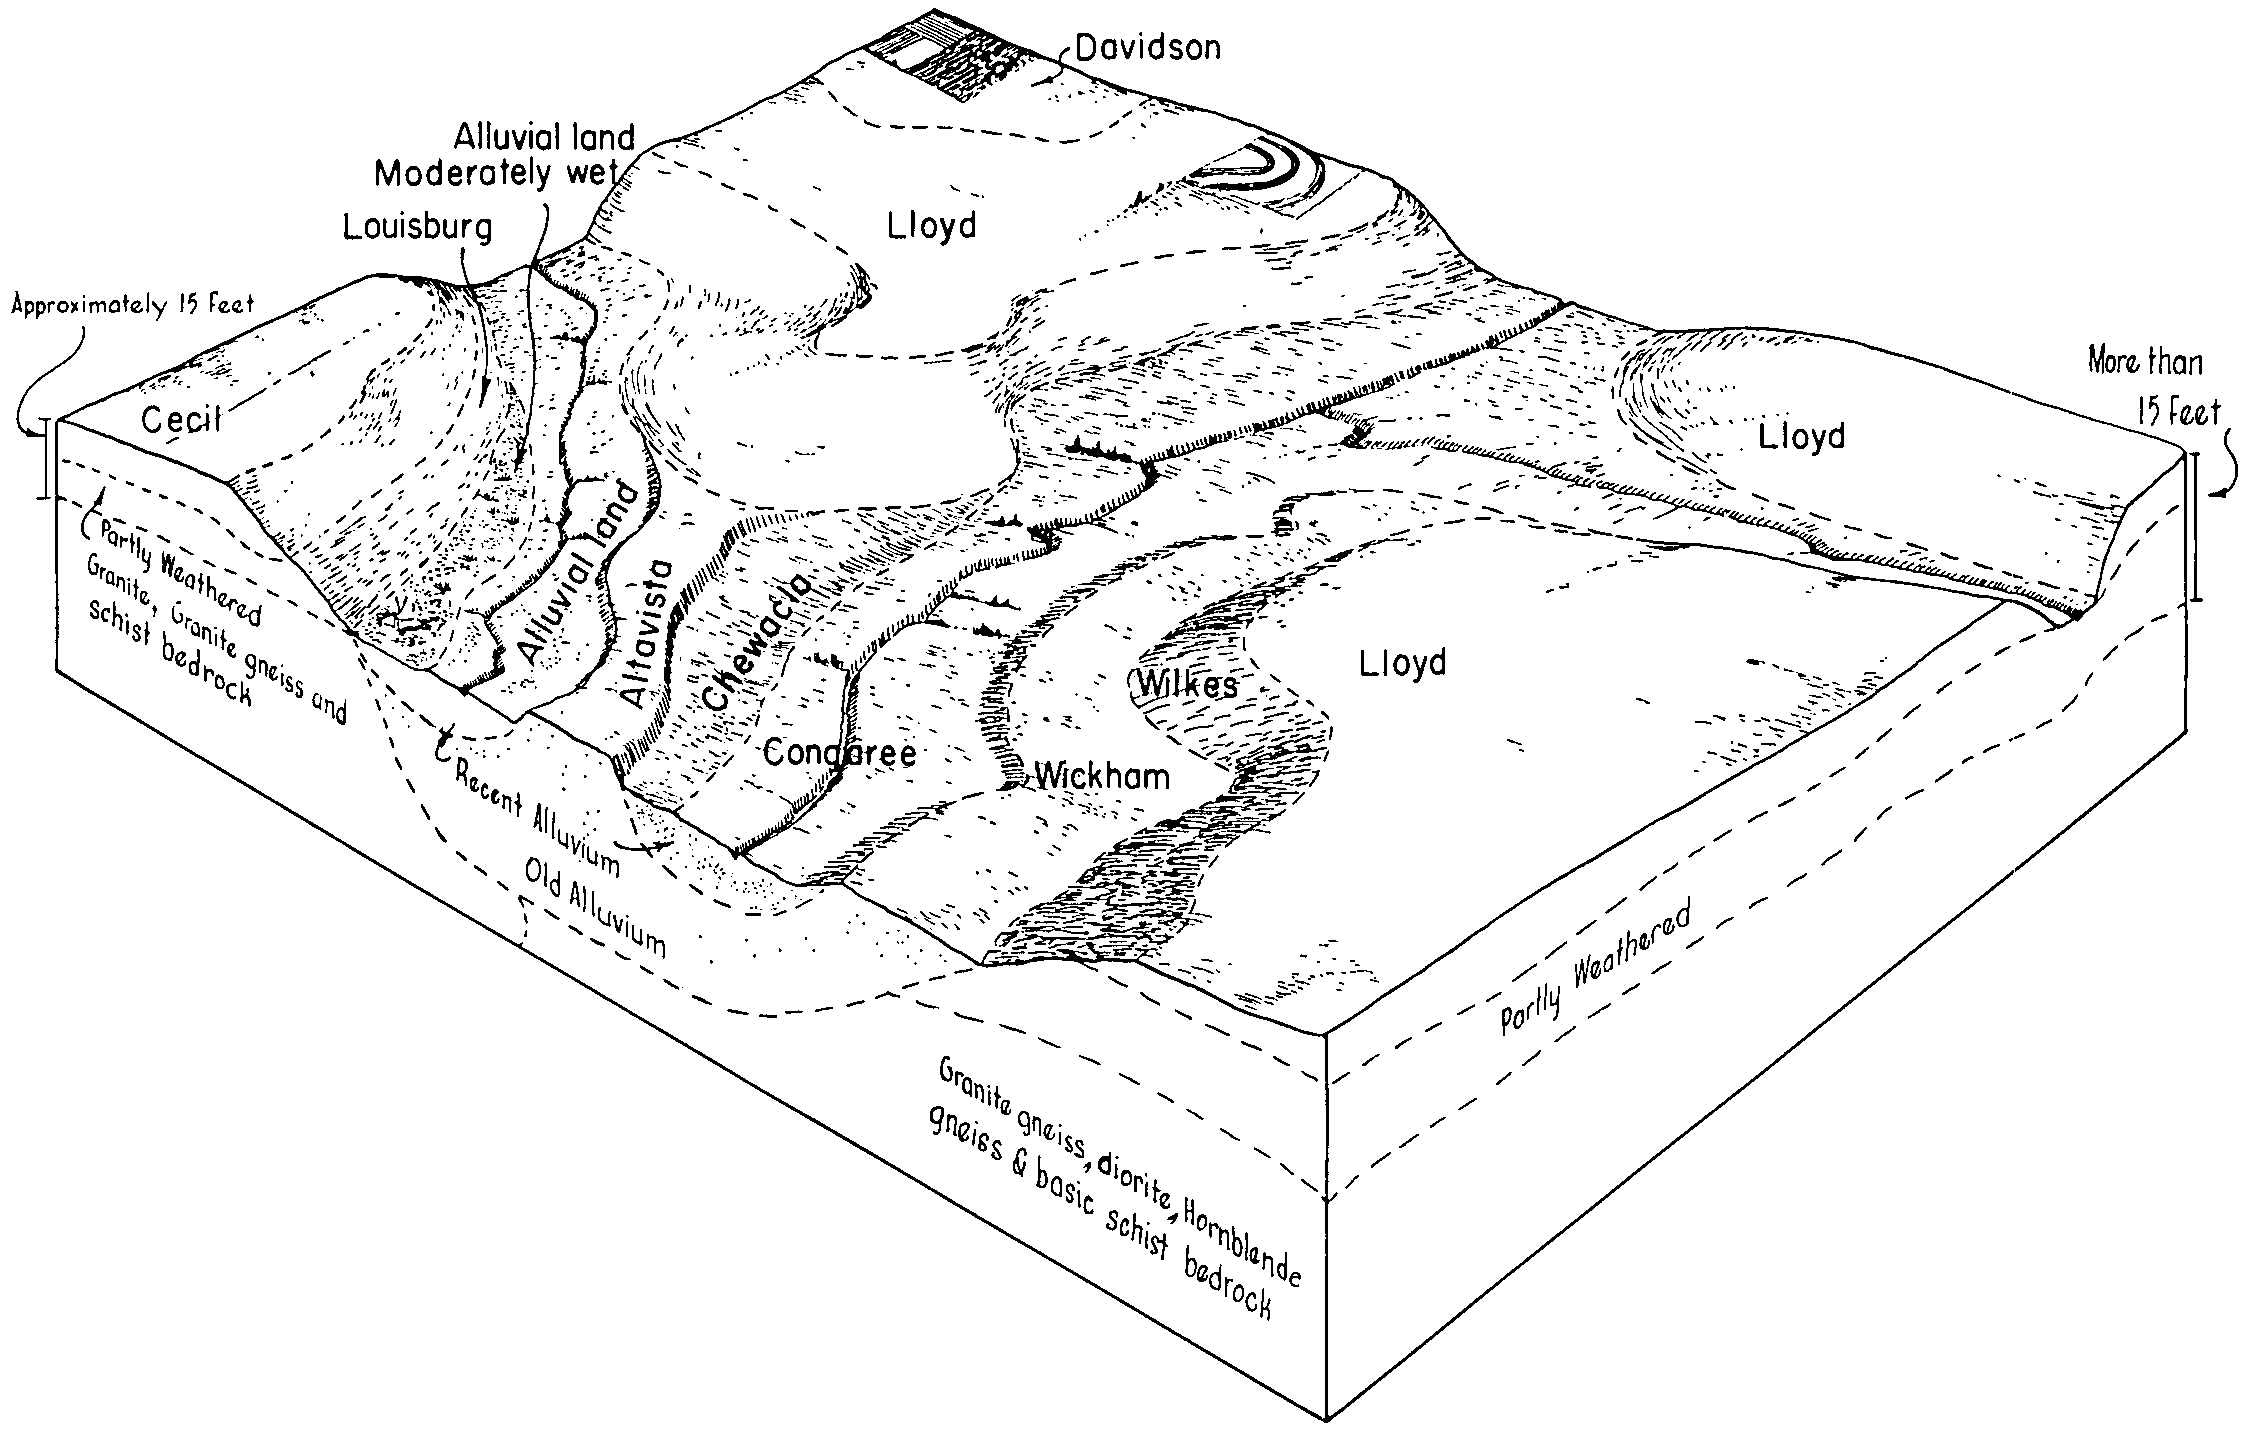 Davidson
Alluvial land
Moderately wet
Louisburg
Lloyd
Approximately 15 Feet
Cecil
More than
15 Feet
Lloyd
Partly Weathered
Granite, Granite gneiss and
schist bedrock
Alluvial land
Altavista
Chewacla
Congaree
Wickham
Wilkes
Lloyd
Recent Alluvium
Old Alluvium
Partly Weathered
Granite gneiss, diorite, Hornblende
gneiss & basic schist bedrock